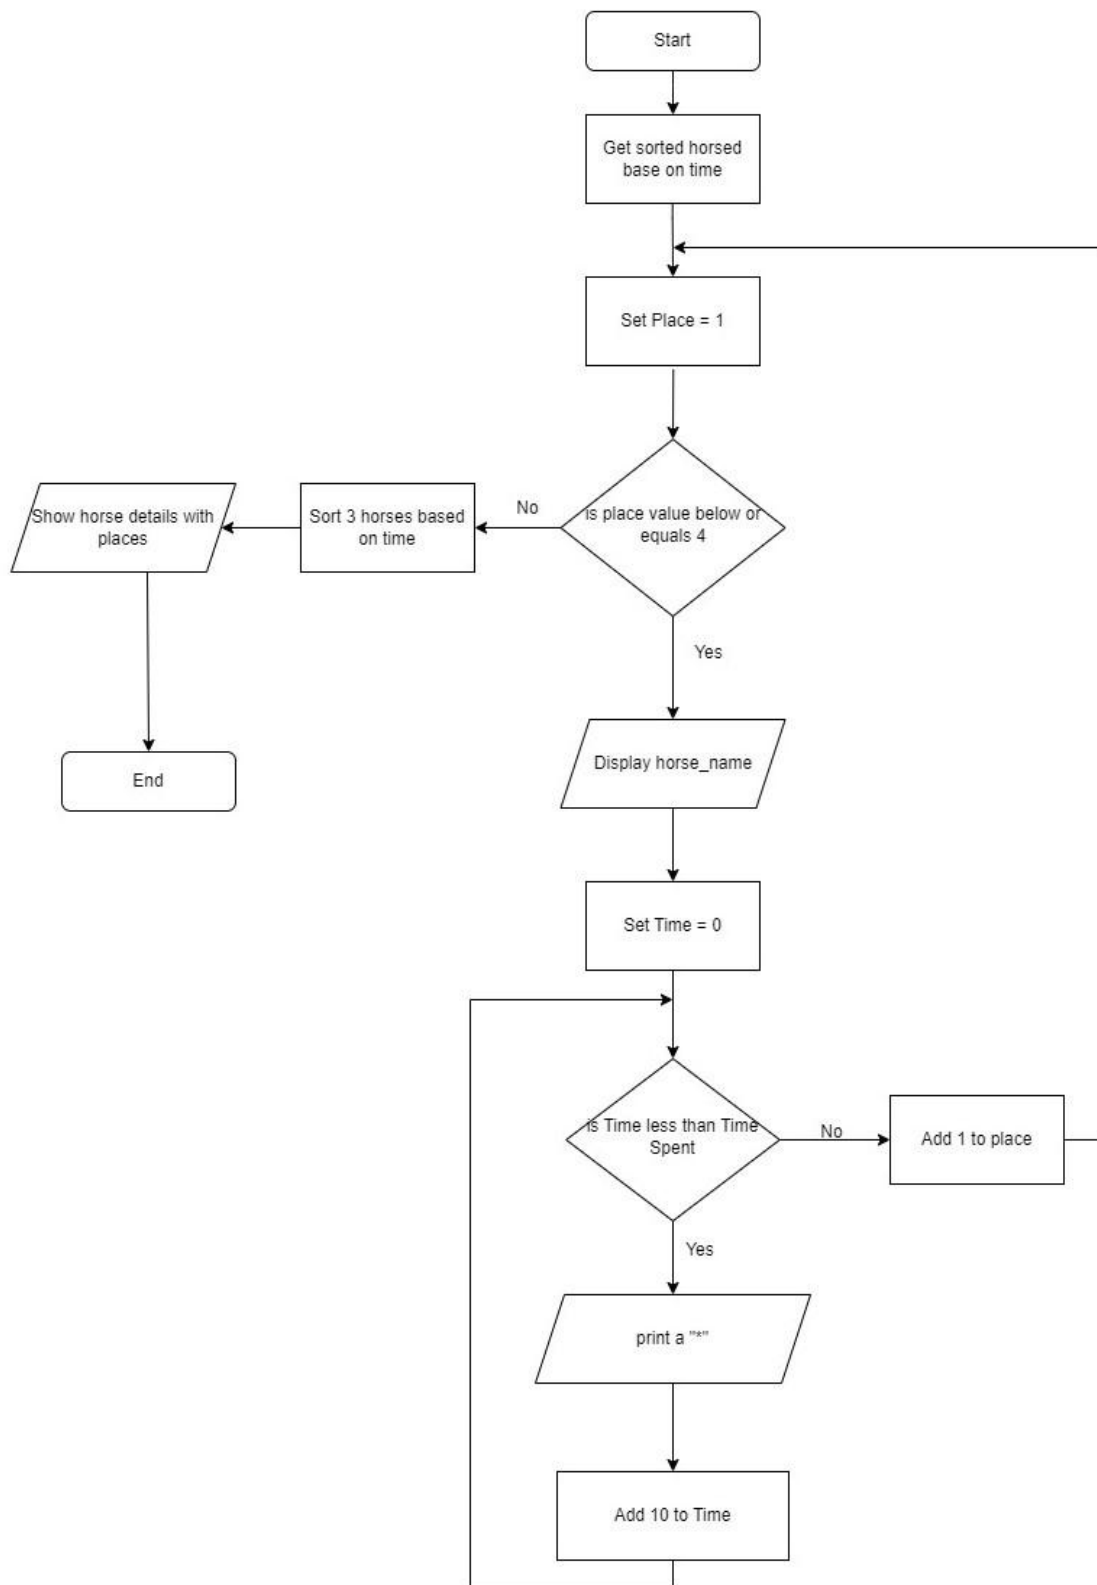 Start
Get sorted horsed
base on time
Set Place = 1
is place value below or
equals 4
No
Sort 3 horses based
on time
Show horse details with
places
End
Yes
Display horse_name
Set Time = 0
is Time less than Time
Spent
No
Add 1 to place
Yes
print a "*"
Add 10 to Time